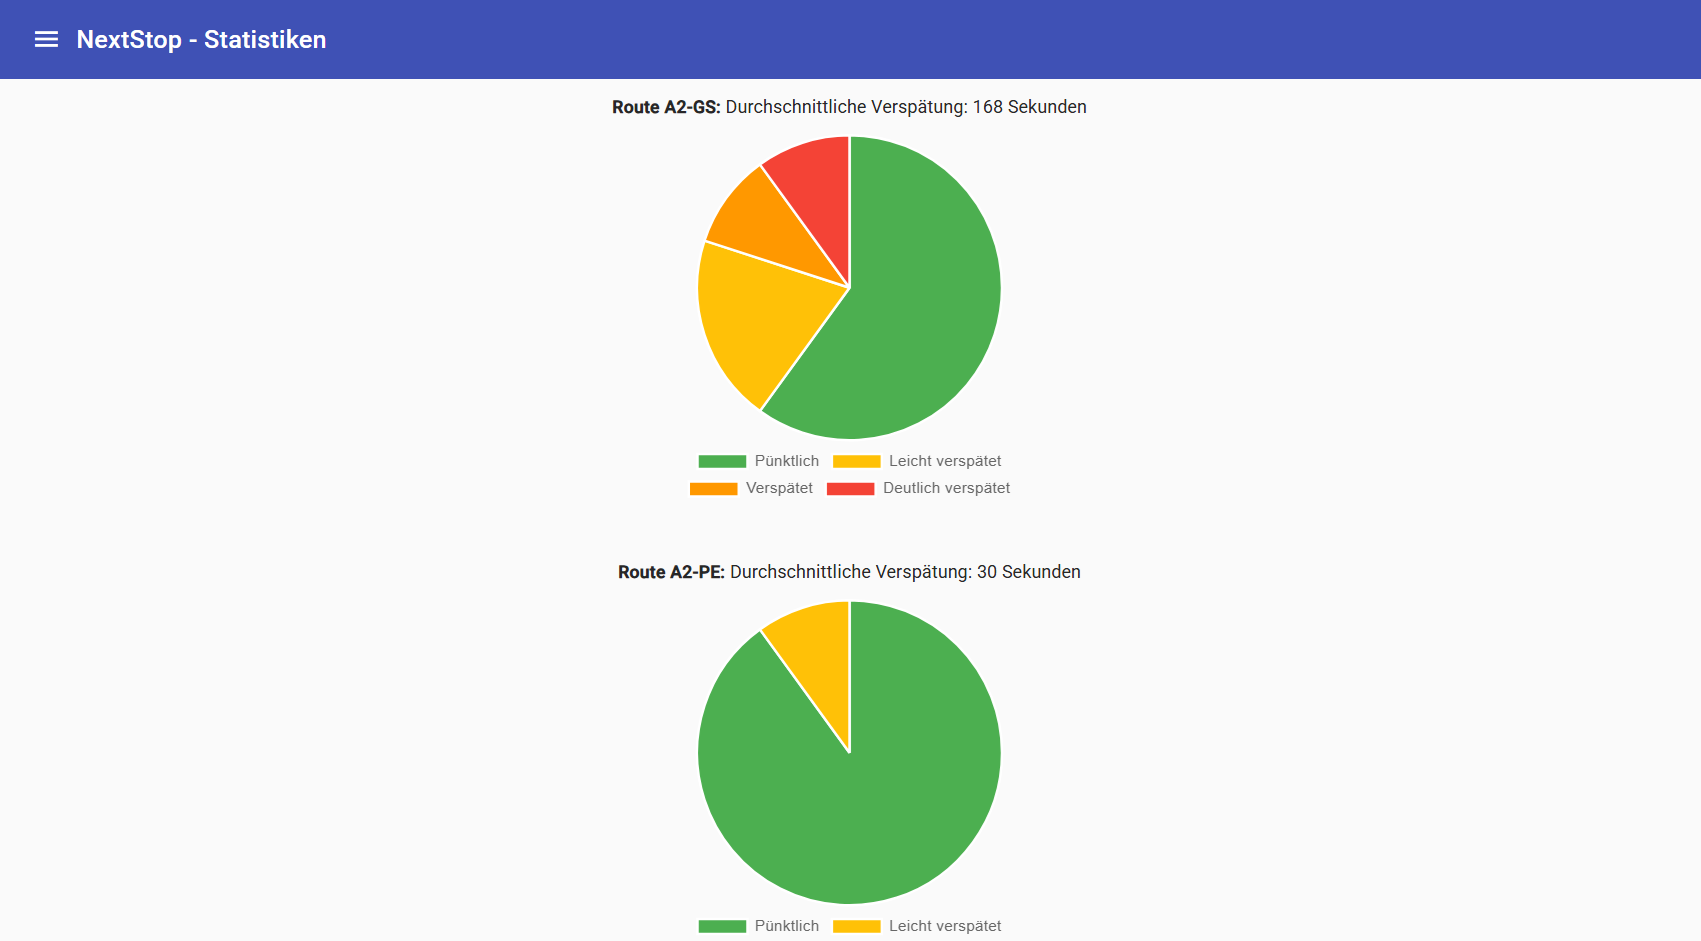 NextStop - Statistiken
Route A2-GS: Durchschnittliche Verspätung: 168 Sekunden
Pünktlich Leicht verspätet
Verspätet Deutlich verspätet
Route A2-PE: Durchschnittliche Verspätung: 30 Sekunden
Pünktlich Leicht verspätet